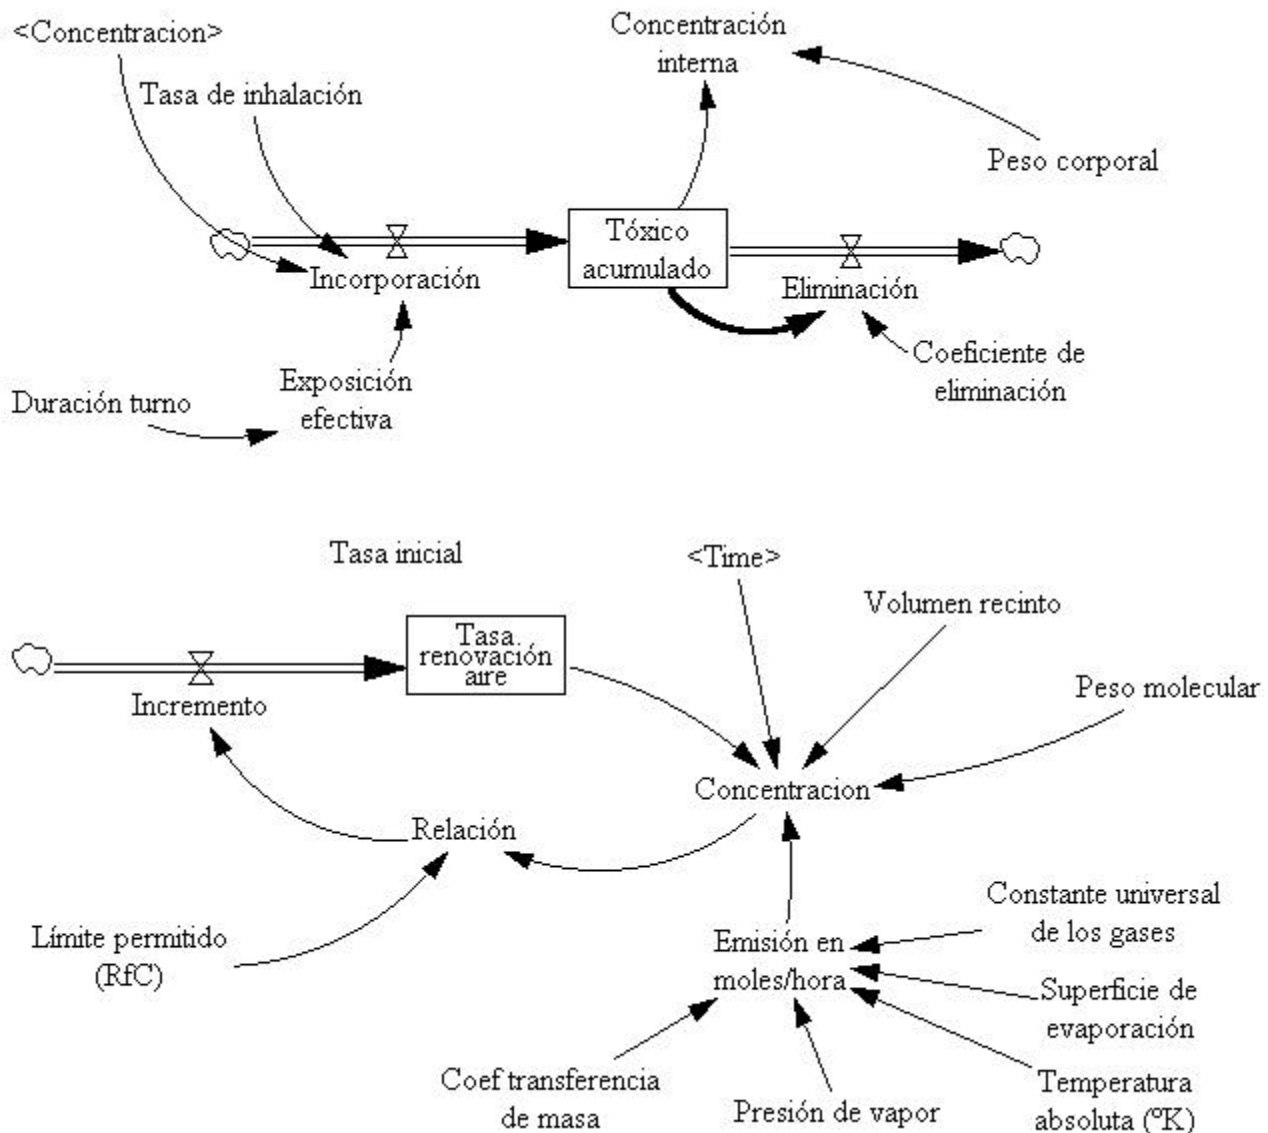 <Concentracion>
Tasa de inhalación
Concentración
interna
Peso corporal
Tóxico
acumulado
Incorporación
Eliminación
Coeficiente de
eliminación
Exposición
efectiva
Duración turno
Tasa inicial
<Time>
Volumen recinto
Tasa
renovación
aire
Peso molecular
Incremento
Concentracion
Relación
Límite permitido
(RfC)
Emisión en
moles/hora
Constante universal
de los gases
Superficie de
evaporación
Temperatura
absoluta (ºK)
Coef transferencia
de masa
Presión de vapor